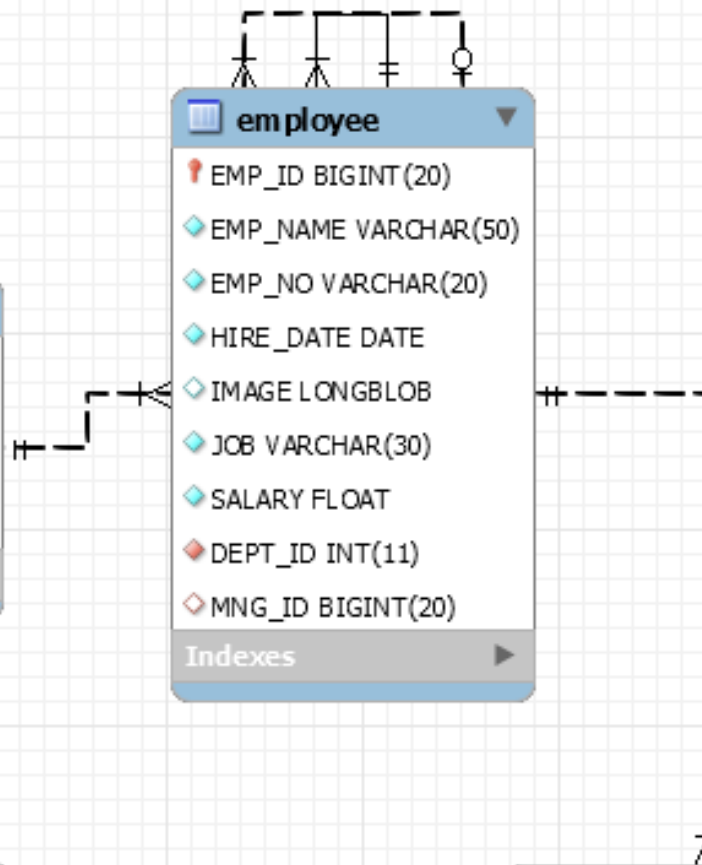 employee
EMP_ID BIGINT(20)
EMP_NAME VARCHAR(50)
EMP_NO VARCHAR(20)
HIRE_DATE DATE
IMAGE LONGBLOB
JOB VARCHAR(30)
SALARY FLOAT
DEPT_ID INT(11)
MNG_ID BIGINT(20)
Indexes